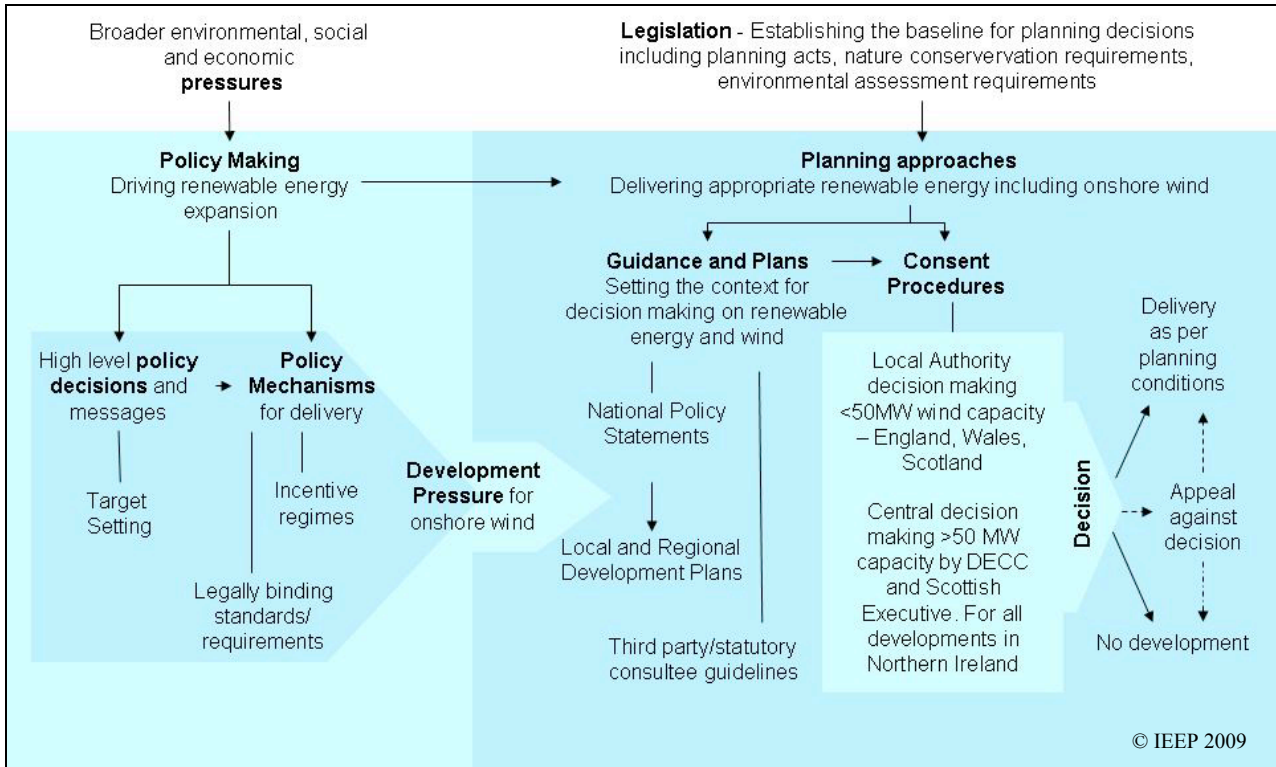 Broader environmental, social
and economic
pressures
Legislation - Establishing the baseline for planning decisions
including planning acts, nature conservervation requirements,
environmental assessment requirements
Policy Making
Driving renewable energy
expansion
Planning approaches
Delivering appropriate renewable energy including onshore wind
Guidance and Plans
Setting the context for
decision making on renewable
energy and wind
Consent
Procedures
High level policy
decisions and
messages
Policy
Mechanisms
for delivery
Target
Setting
Incentive
regimes
Legally binding
standards/
requirements
Development
Pressure for
onshore wind
National Policy
Statements
Local and Regional
Development Plans
Third party/statutory
consultee guidelines
Local Authority
decision making
<50MW wind capacity
– England, Wales,
Scotland
Central decision
making >50 MW
capacity by DECC
and Scottish
Executive. For all
developments in
Northern Ireland
Decision
Delivery
as per
planning
conditions
Appeal
against
decision
No development
© IEEP 2009